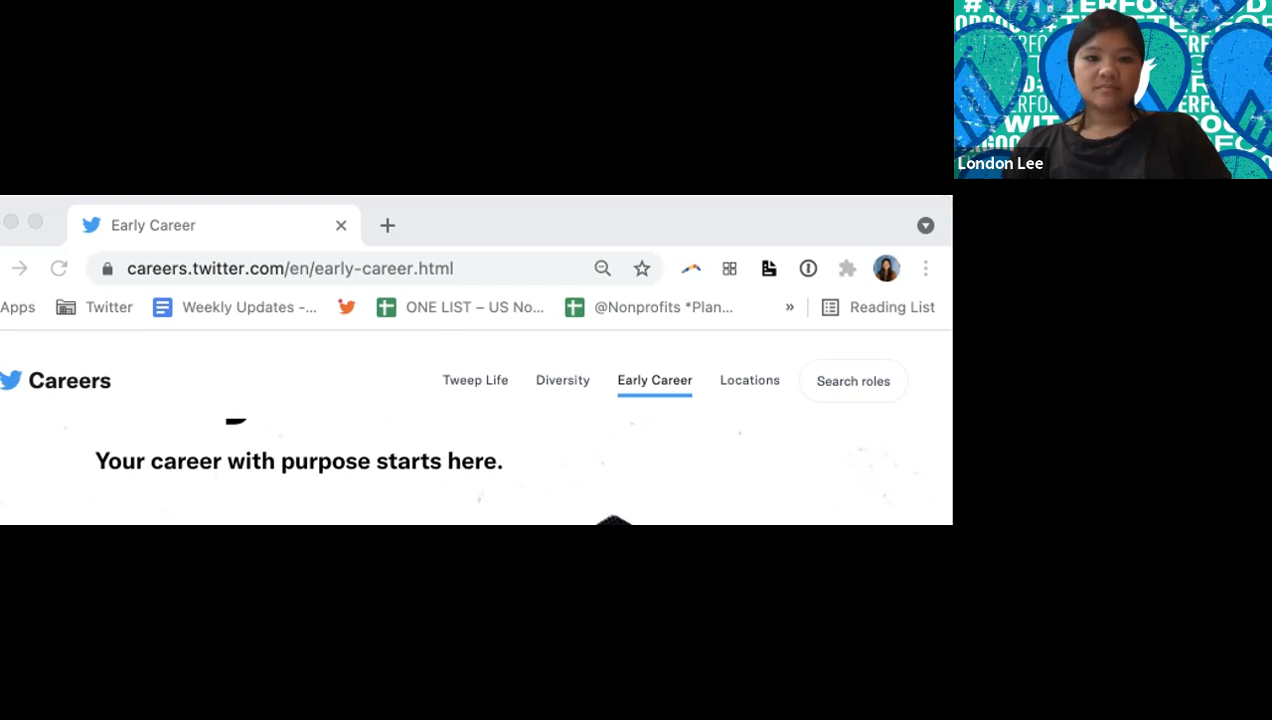 #TWITTERFORGOOD
London Lee
Early Career
careers.twitter.com/en/early-career.html
Apps Twitter Weekly Updates -... ONE LIST – US No... @Nonprofits *Plan... » Reading List
Careers Tweep Life Diversity Early Career Locations Search roles
Your career with purpose starts here.